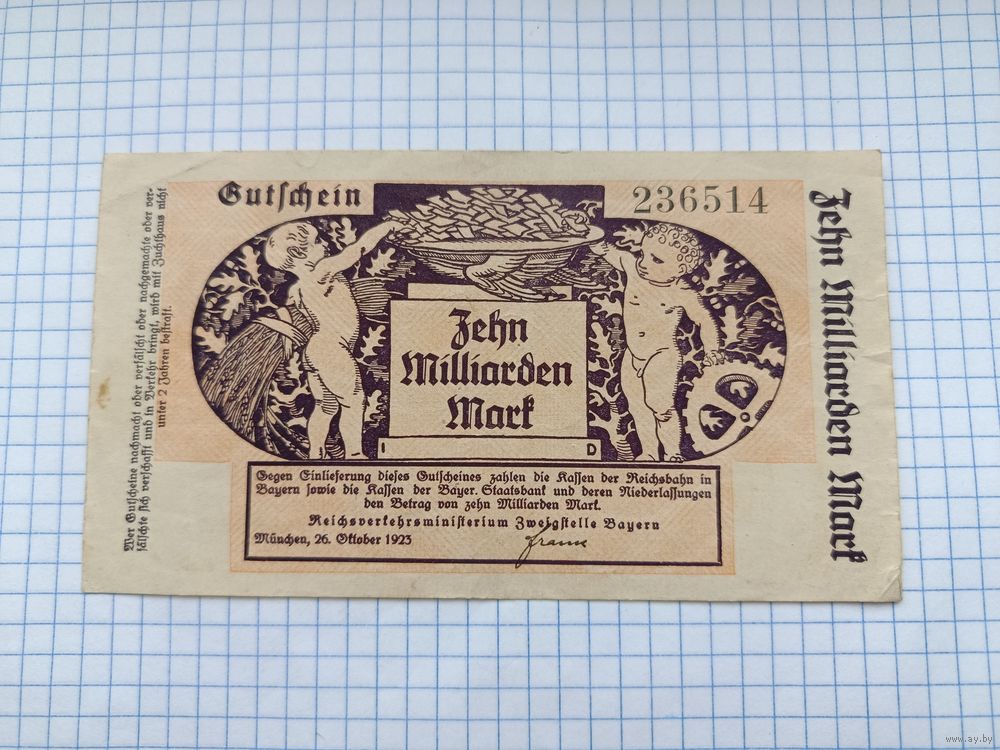 Gutschein
236514
Zehn
Milliarden
Mark
I D
Gegen Einlieferung dieses Gutscheines zahlen die Kassen der Reichsbahn in
Bayern sowie die Kassen der Bayer. Staatsbank und deren Niederlassungen
den Betrag von zehn Milliarden Mark.
Reichsverkehrsministerium Zweigstelle Bayern
München, 26. Oktober 1923
Wer Gutscheine nachmacht oder verfälscht oder nachgemachte oder ver-
fälschte sich verschafft und in Verkehr bringt, wird mit Zuchthaus nicht
unter 2 Jahren bestraft.
Zehn Milliarden Mark
www.ay.by